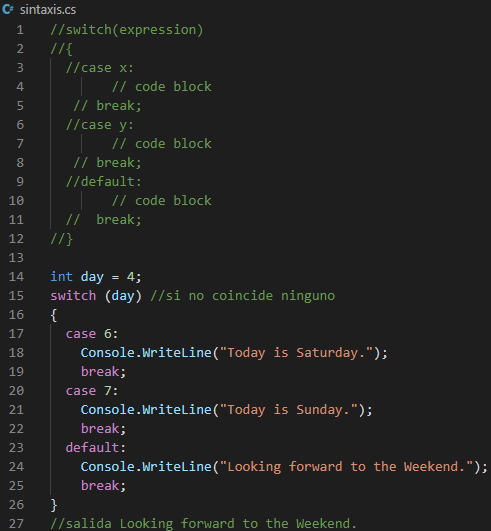 sintaxis.cs
1 //switch(expression)
2 //{
3 //case x:
4 // code block
5 // break;
6 //case y:
7 // code block
8 // break;
9 //default:
10 // code block
11 //  break;
12 //}
13
14 int day = 4;
15 switch (day) //si no coincide ninguno
16 {
17   case 6:
18     Console.WriteLine("Today is Saturday.");
19     break;
20   case 7:
21     Console.WriteLine("Today is Sunday.");
22     break;
23   default:
24     Console.WriteLine("Looking forward to the Weekend.");
25     break;
26 }
27 //salida Looking forward to the Weekend.